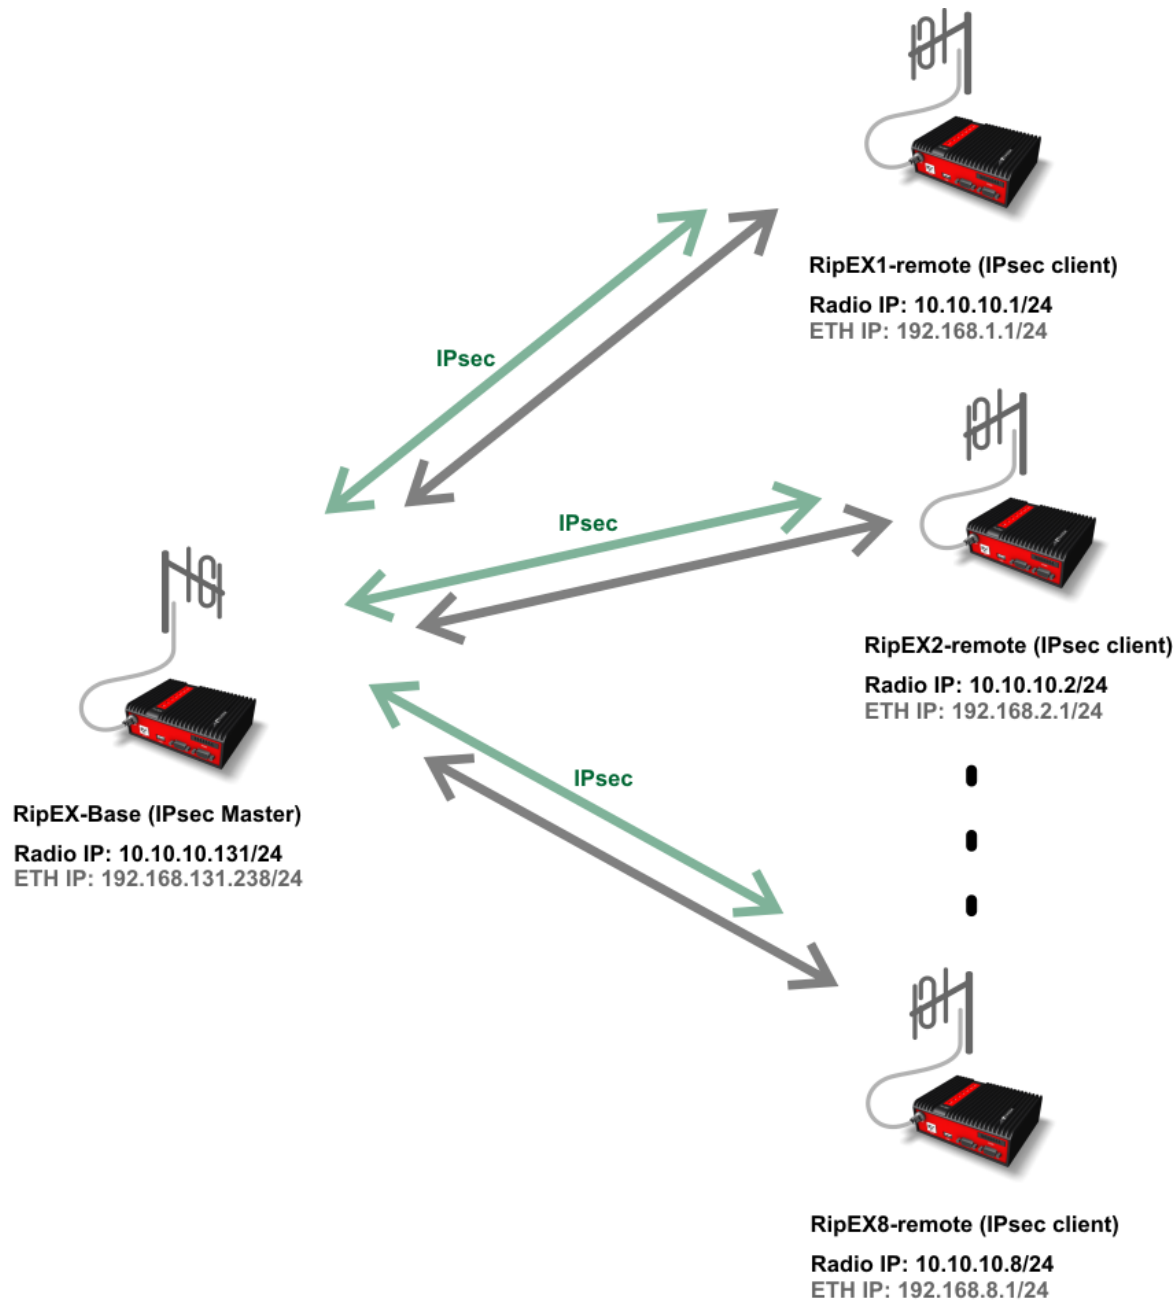 RipEX1-remote (IPsec client)
Radio IP: 10.10.10.1/24
ETH IP: 192.168.1.1/24
IPsec
IPsec
RipEX2-remote (IPsec client)
Radio IP: 10.10.10.2/24
ETH IP: 192.168.2.1/24
IPsec
RipEX-Base (IPsec Master)
Radio IP: 10.10.10.131/24
ETH IP: 192.168.131.238/24
RipEX8-remote (IPsec client)
Radio IP: 10.10.10.8/24
ETH IP: 192.168.8.1/24